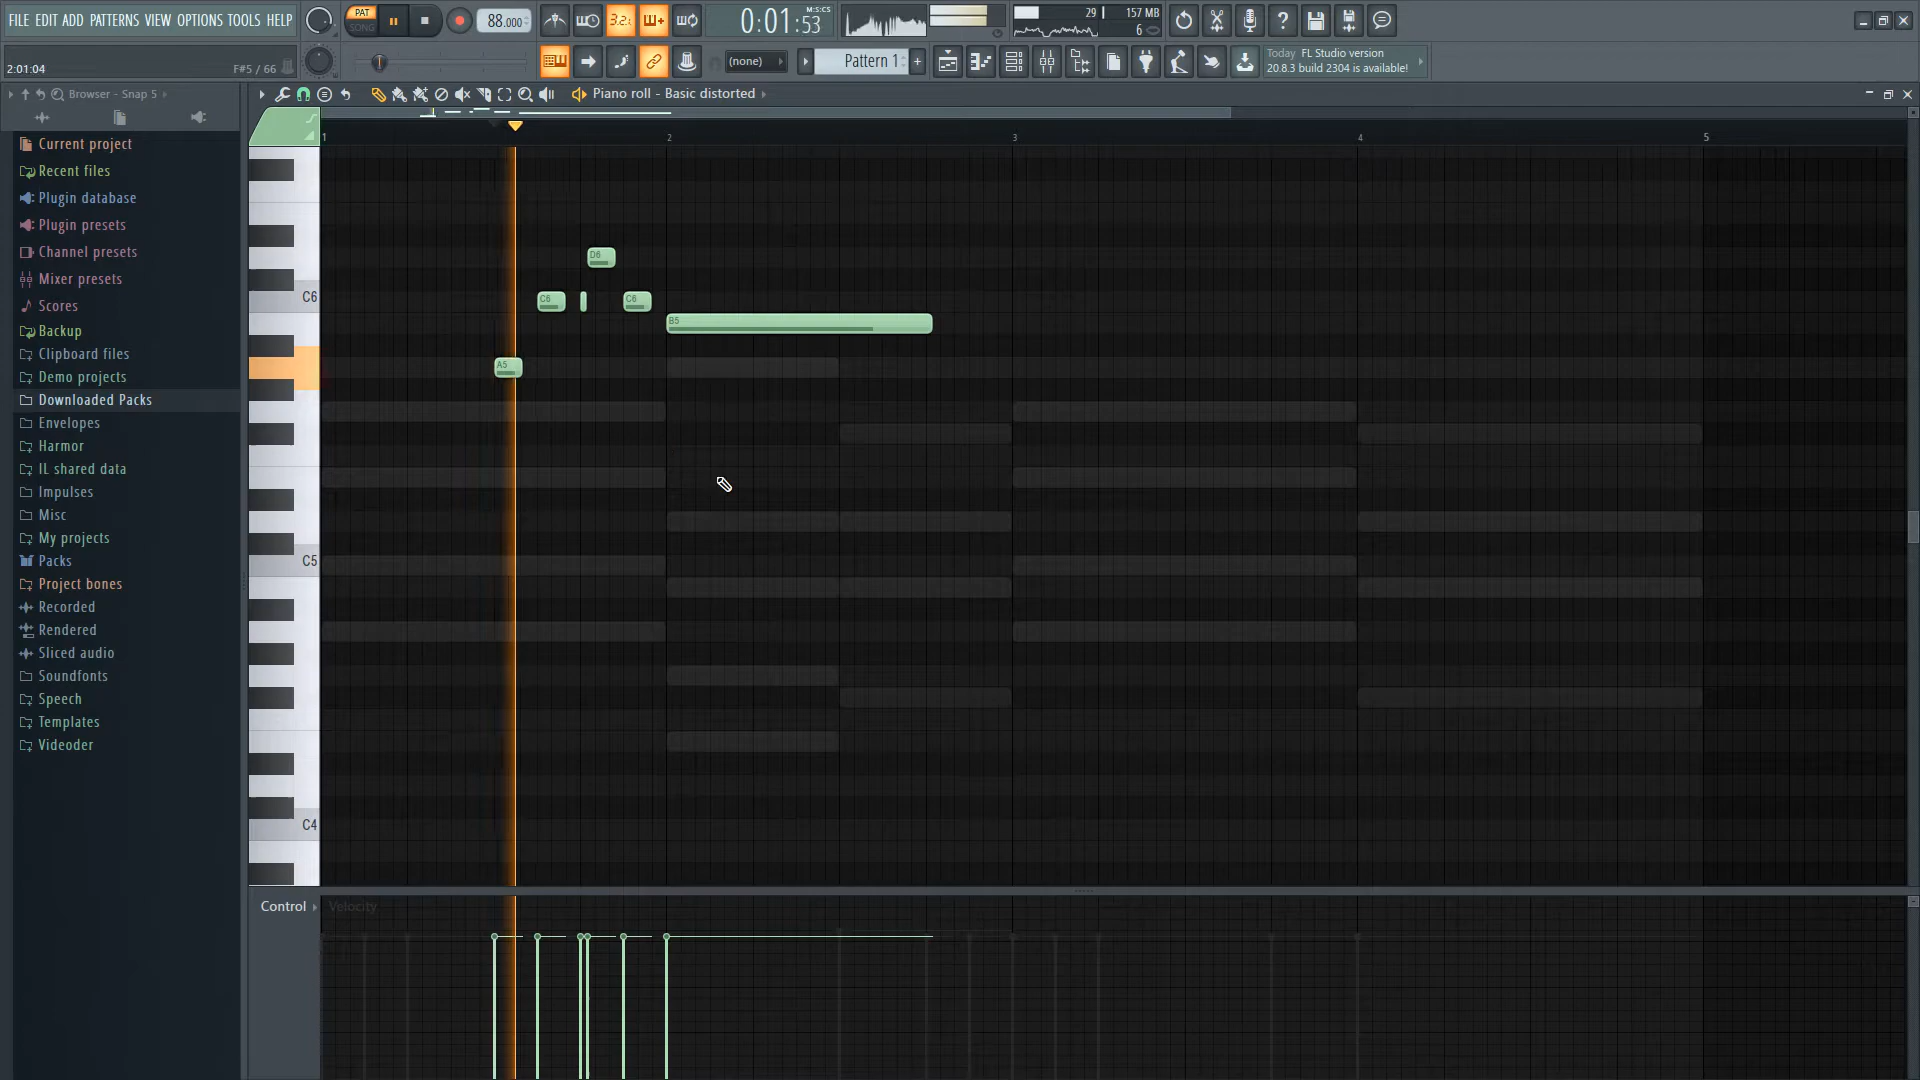 FILE EDIT ADD PATTERNS VIEW OPTIONS TOOLS HELP
PAT
SONG
88.000
3.2.
0:01:53
M:S:CS
29
157 MB
6
2:01:04
F#5 / 66
(none)
Pattern 1
+
Today FL Studio version
20.8.3 build 2304 is available!
Browser - Snap 5
Piano roll - Basic distorted
Current project
Recent files
Plugin database
Plugin presets
Channel presets
Mixer presets
Scores
Backup
Clipboard files
Demo projects
Downloaded Packs
Envelopes
Harmor
IL shared data
Impulses
Misc
My projects
Packs
Project bones
Recorded
Rendered
Sliced audio
Soundfonts
Speech
Templates
Videoder
1
2
3
4
5
D6
C6
C6
C6
B5
A5
C5
C4
Control
Velocity